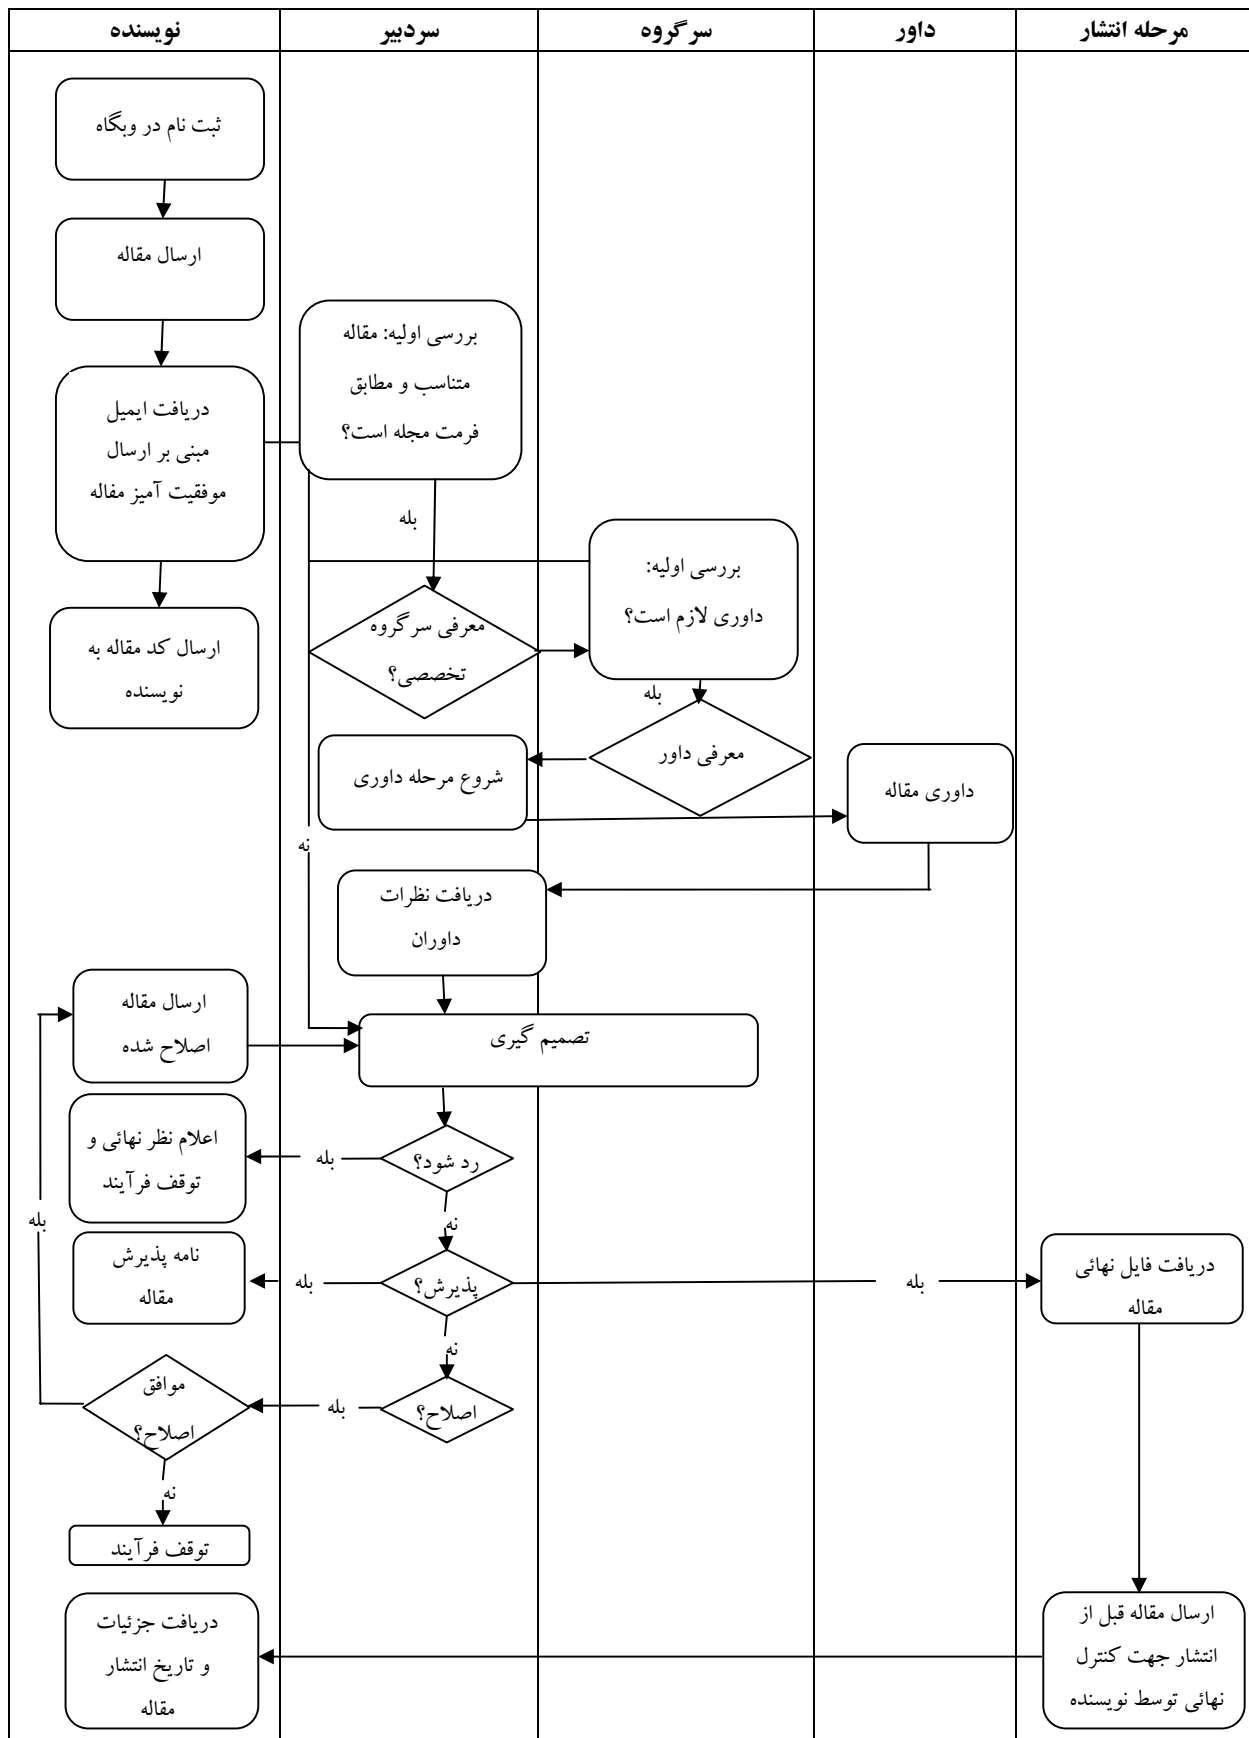 نویسنده
سردبیر
سرگروه
داور
مرحله انتشار
ثبت نام در وبگاه
ارسال مقاله
بررسی اولیه: مقاله
متناسب و مطابق
فرمت مجله است؟
دریافت ایمیل
مبنی بر ارسال
موفقیت آمیز مفاله
بله
بررسی اولیه:
داوری لازم است؟
ارسال کد مقاله به
نویسنده
معرفی سرگروه
تخصصی؟
بله
معرفی داور
شروع مرحله داوری
داوری مقاله
نه
دریافت نظرات
داوران
ارسال مقاله
اصلاح شده
تصمیم گیری
اعلام نظر نهائی و
توقف فرآیند
بله
رد شود؟
بله
نه
نامه پذیرش
مقاله
بله
پذیرش؟
بله
دریافت فایل نهائی
مقاله
نه
موافق
اصلاح؟
بله
اصلاح؟
نه
توقف فرآیند
دریافت جزئیات
و تاریخ انتشار
مقاله
ارسال مقاله قبل از
انتشار جهت کنترل
نهائی توسط نویسنده